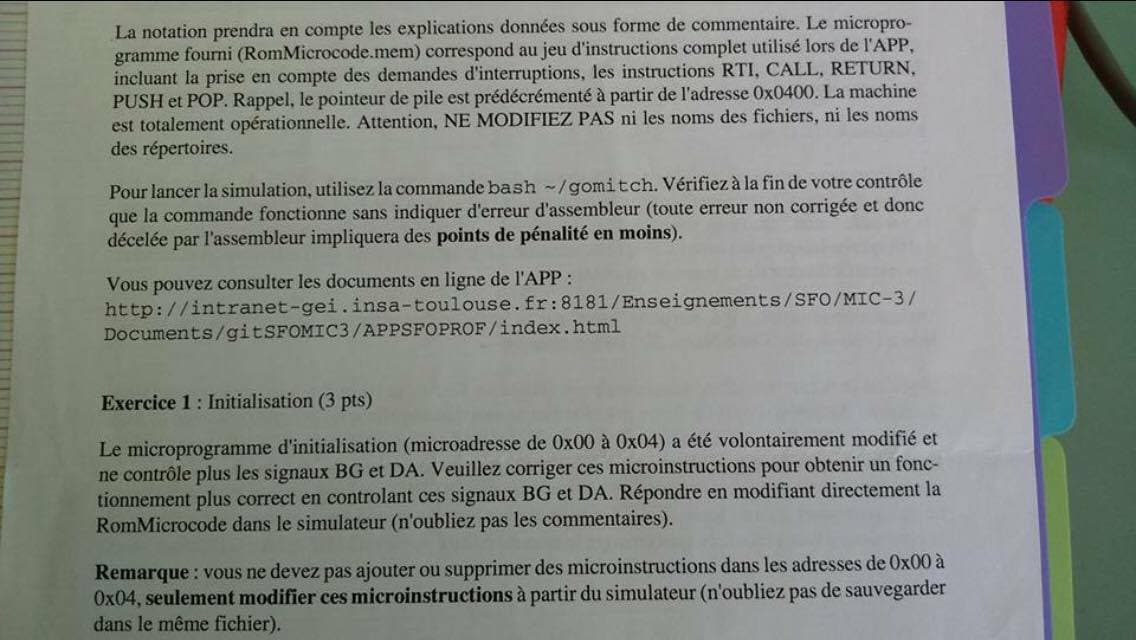 La notation prendra en compte les explications données sous forme de commentaire. Le micropro-
gramme fourni (RomMicrocode.mem) correspond au jeu d'instructions complet utilisé lors de l'APP,
incluant la prise en compte des demandes d'interruptions, les instructions RTI, CALL, RETURN,
PUSH et POP. Rappel, le pointeur de pile est prédécrémenté à partir de l'adresse 0x0400. La machine
est totalement opérationnelle. Attention, NE MODIFIEZ PAS ni les noms des fichiers, ni les noms
des répertoires.
Pour lancer la simulation, utilisez la commande bash ~/gomitch. Vérifiez à la fin de votre contrôle
que la commande fonctionne sans indiquer d'erreur d'assembleur (toute erreur non corrigée et donc
décelée par l'assembleur impliquera des points de pénalité en moins).
Vous pouvez consulter les documents en ligne de l'APP :
http://intranet-gei.insa-toulouse.fr:8181/Enseignements/SFO/MIC-3/
Documents/gitSFOMIC3/APPSFOPROF/index.html
Exercice 1 : Initialisation (3 pts)
Le microprogramme d'initialisation (microadresse de 0x00 à 0x04) a été volontairement modifié et
ne contrôle plus les signaux BG et DA. Veuillez corriger ces microinstructions pour obtenir un fonc-
tionnement plus correct en controlant ces signaux BG et DA. Répondre en modifiant directement la
RomMicrocode dans le simulateur (n'oubliez pas les commentaires).
Remarque : vous ne devez pas ajouter ou supprimer des microinstructions dans les adresses de 0x00 à
0x04, seulement modifier ces microinstructions à partir du simulateur (n'oubliez pas de sauvegarder
dans le même fichier).